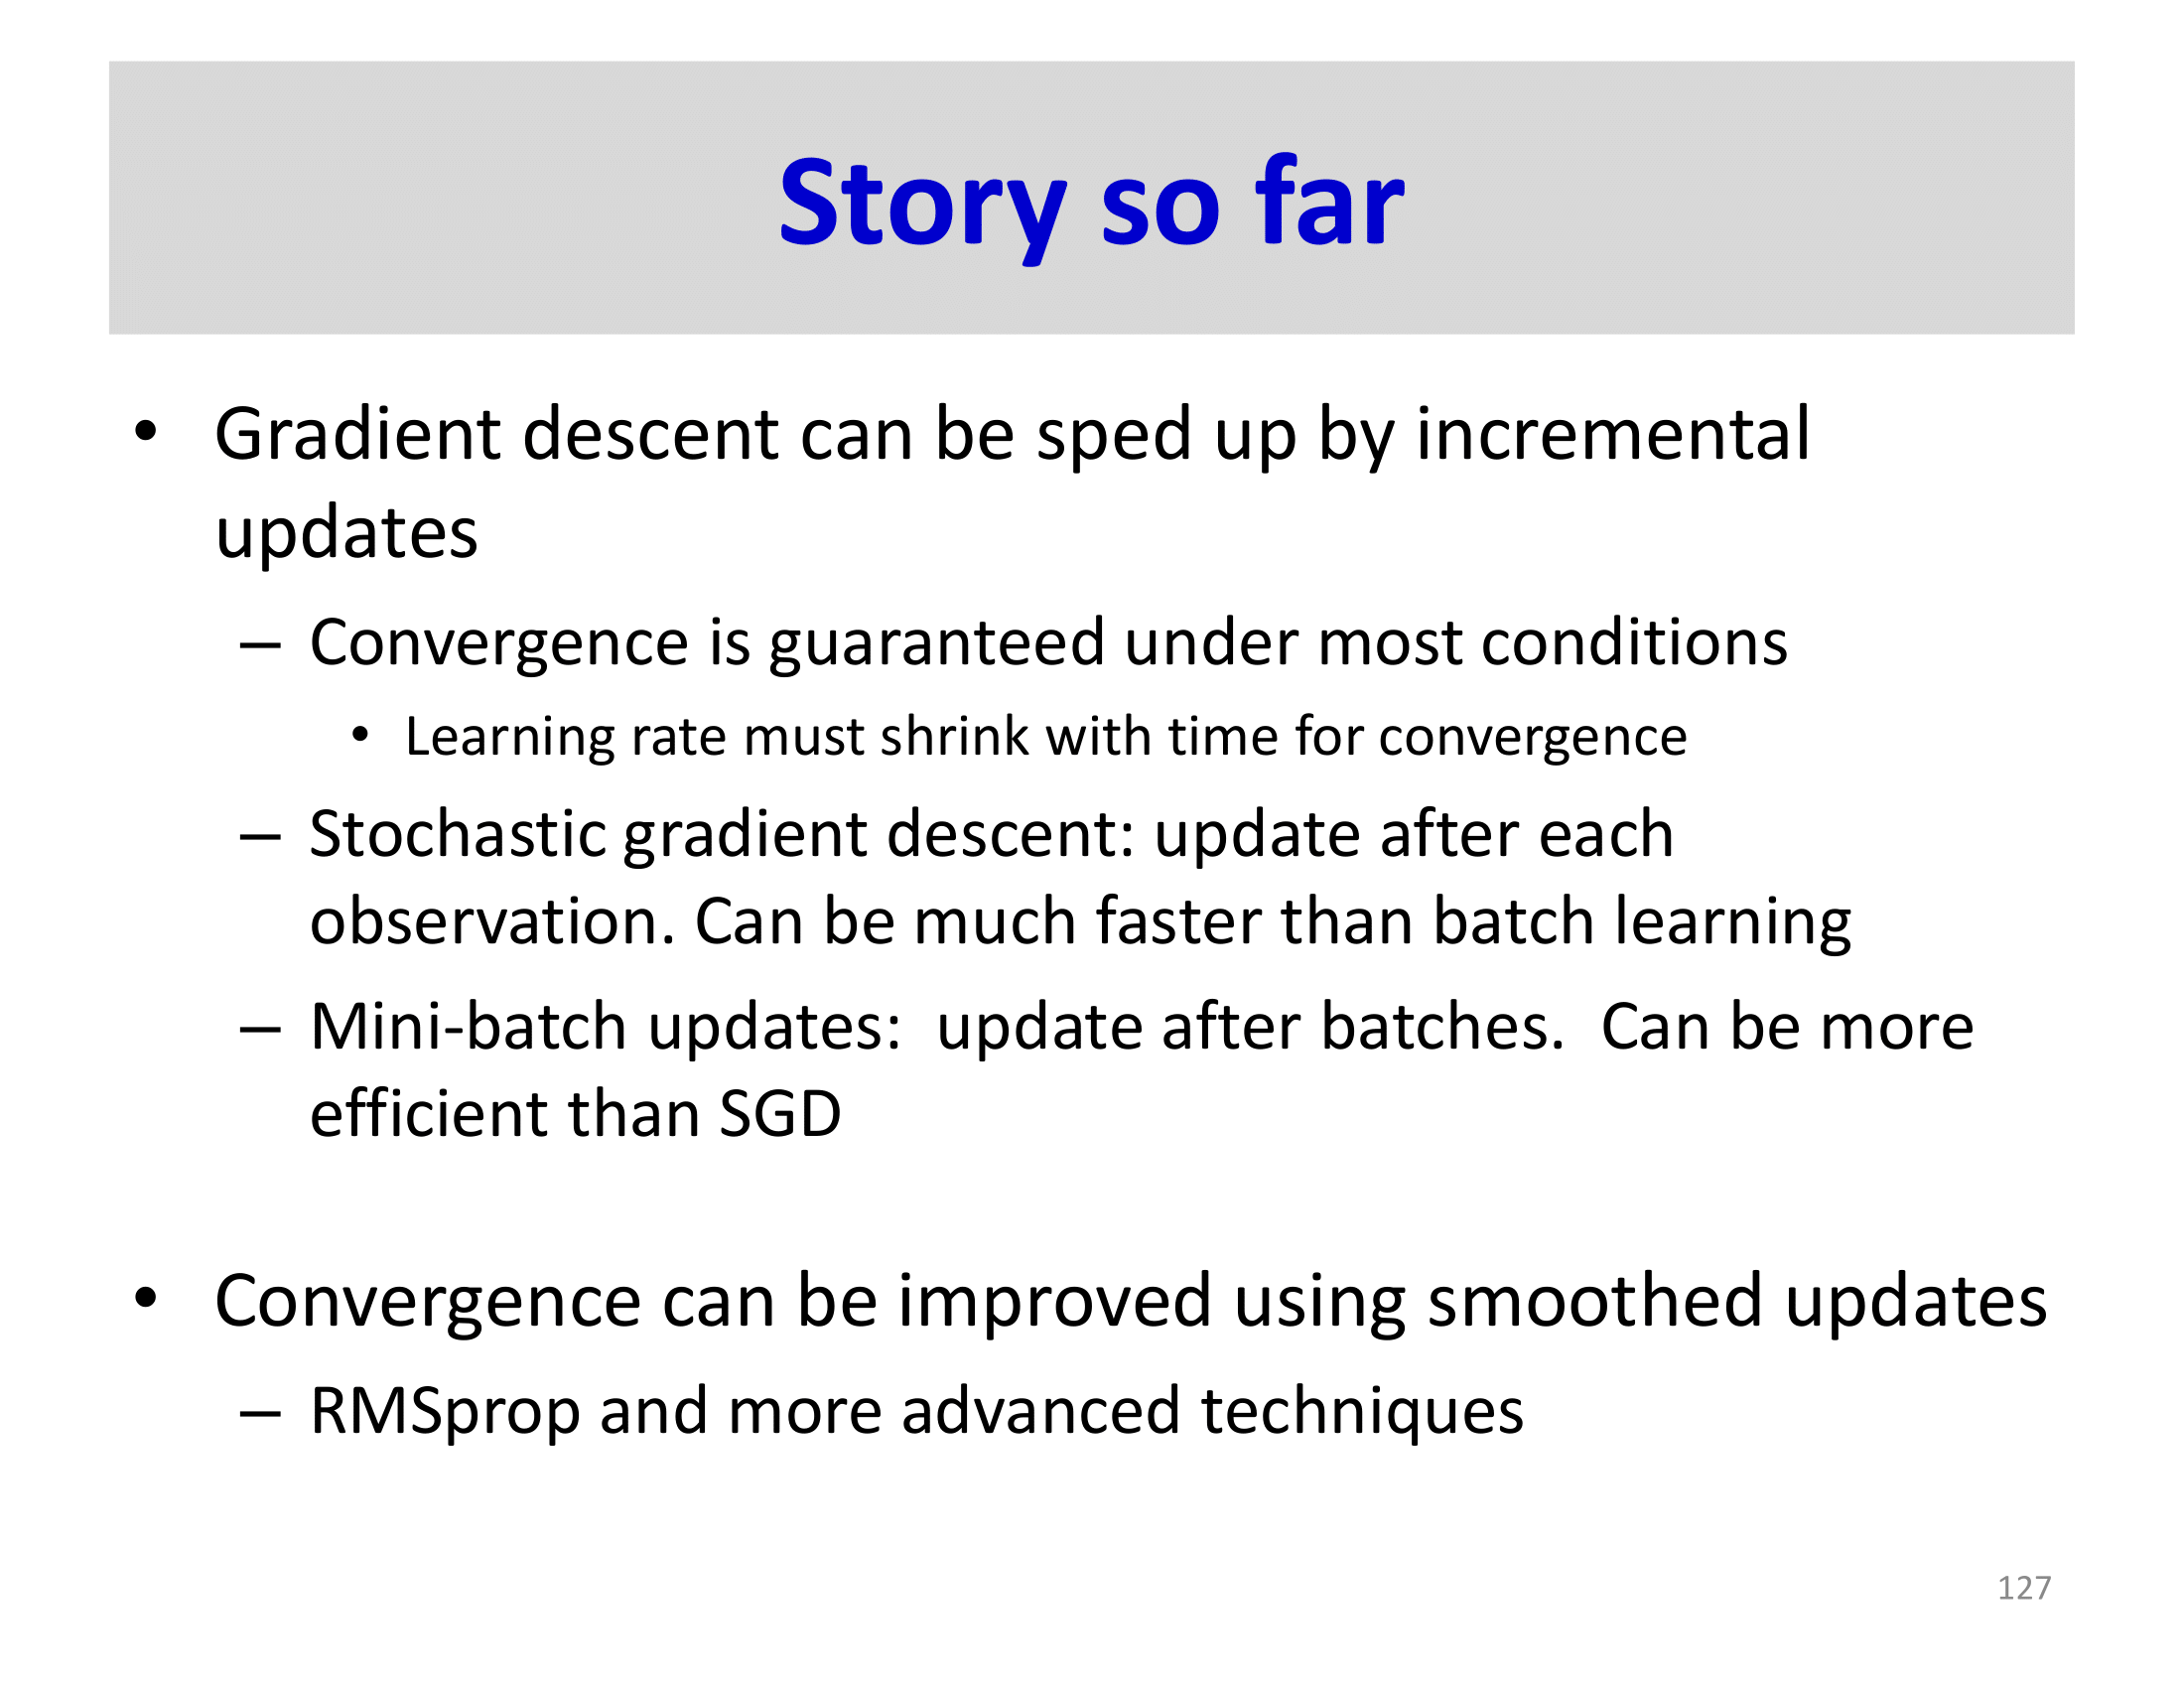 Story so far
• Gradient descent can be sped up by incremental
updates
– Convergence is guaranteed under most conditions
• Learning rate must shrink with time for convergence
– Stochastic gradient descent: update after each
observation. Can be much faster than batch learning
– Mini-batch updates:  update after batches.  Can be more
efficient than SGD
• Convergence can be improved using smoothed updates
– RMSprop and more advanced techniques
127